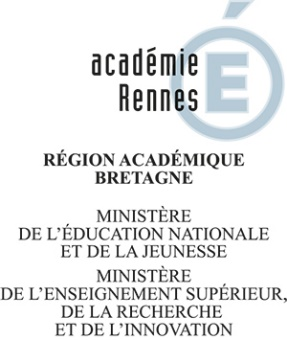 académie
Rennes
É
RÉGION ACADÉMIQUE
BRETAGNE
MINISTÈRE
DE L'ÉDUCATION NATIONALE
ET DE LA JEUNESSE
MINISTÈRE
DE L'ENSEIGNEMENT SUPÉRIEUR,
DE LA RECHERCHE
ET DE L'INNOVATION